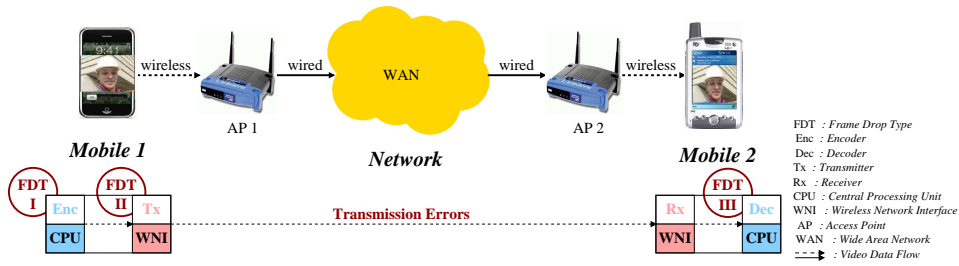 9:41
wireless
wired
WAN
wired
wireless
AP 1
AP 2
Mobile 1
Network
Mobile 2
FDT I
FDT II
FDT III
Enc
Tx
Transmission Errors
Rx
Dec
CPU
WNI
WNI
CPU
FDT : Frame Drop Type
Enc : Encoder
Dec : Decoder
Tx : Transmitter
Rx : Receiver
CPU : Central Processing Unit
WNI : Wireless Network Interface
AP : Access Point
WAN : Wide Area Network
: Video Data Flow